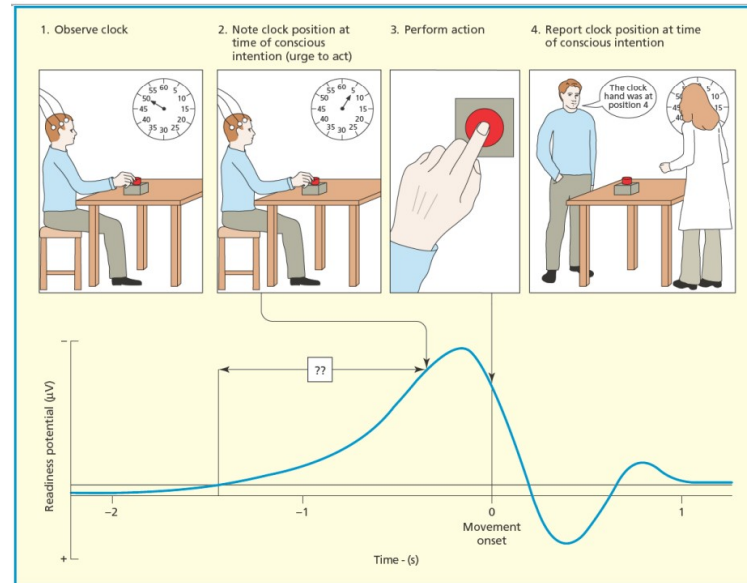 1. Observe clock
2. Note clock position at
time of conscious
intention (urge to act)
3. Perform action
4. Report clock position at time
of conscious intention
55 60 5
50 10
45 15
40 20
35 30 25
55 60 5
50 10
45 15
40 20
35 30 25
The clock
hand was at
position 4
??
Readiness potential (µV)
–
+
–2
–1
0
1
Movement
onset
Time - (s)